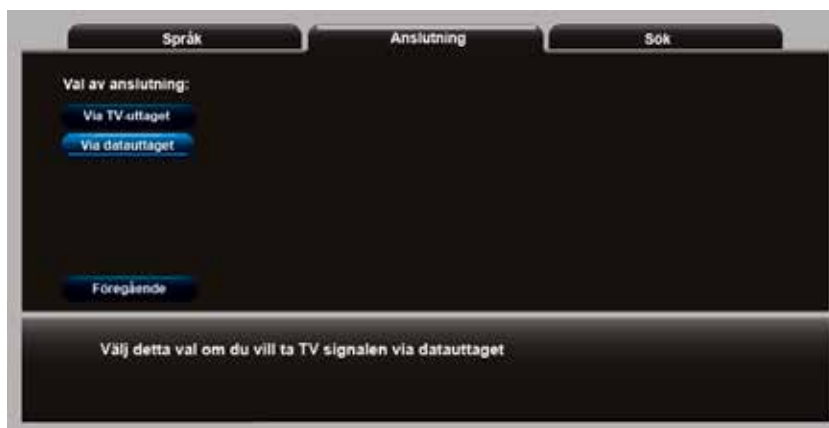 Språk
Anslutning
Sök
Val av anslutning:
Via TV-uttaget
Via datauttaget
Föregående
Välj detta val om du vill ta TV signalen via datauttaget